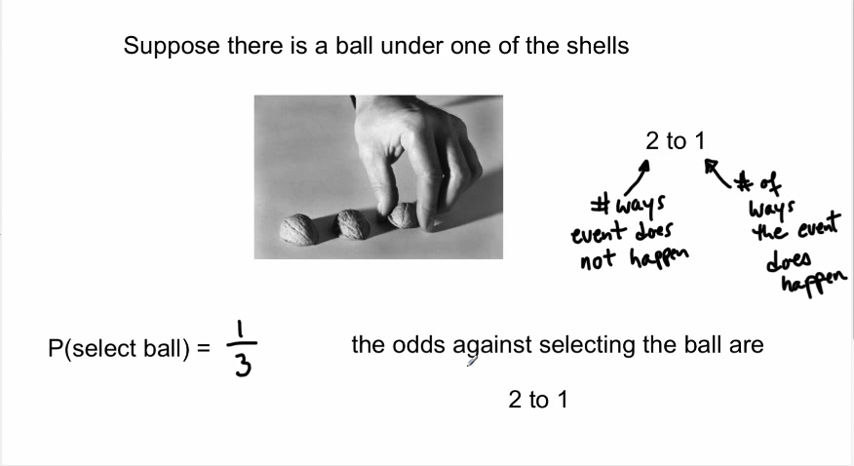 Suppose there is a ball under one of the shells
2 to 1
# ways
event does
not happen
# of
ways
the event
does
happen
P(select ball) = 1/3
the odds against selecting the ball are
2 to 1